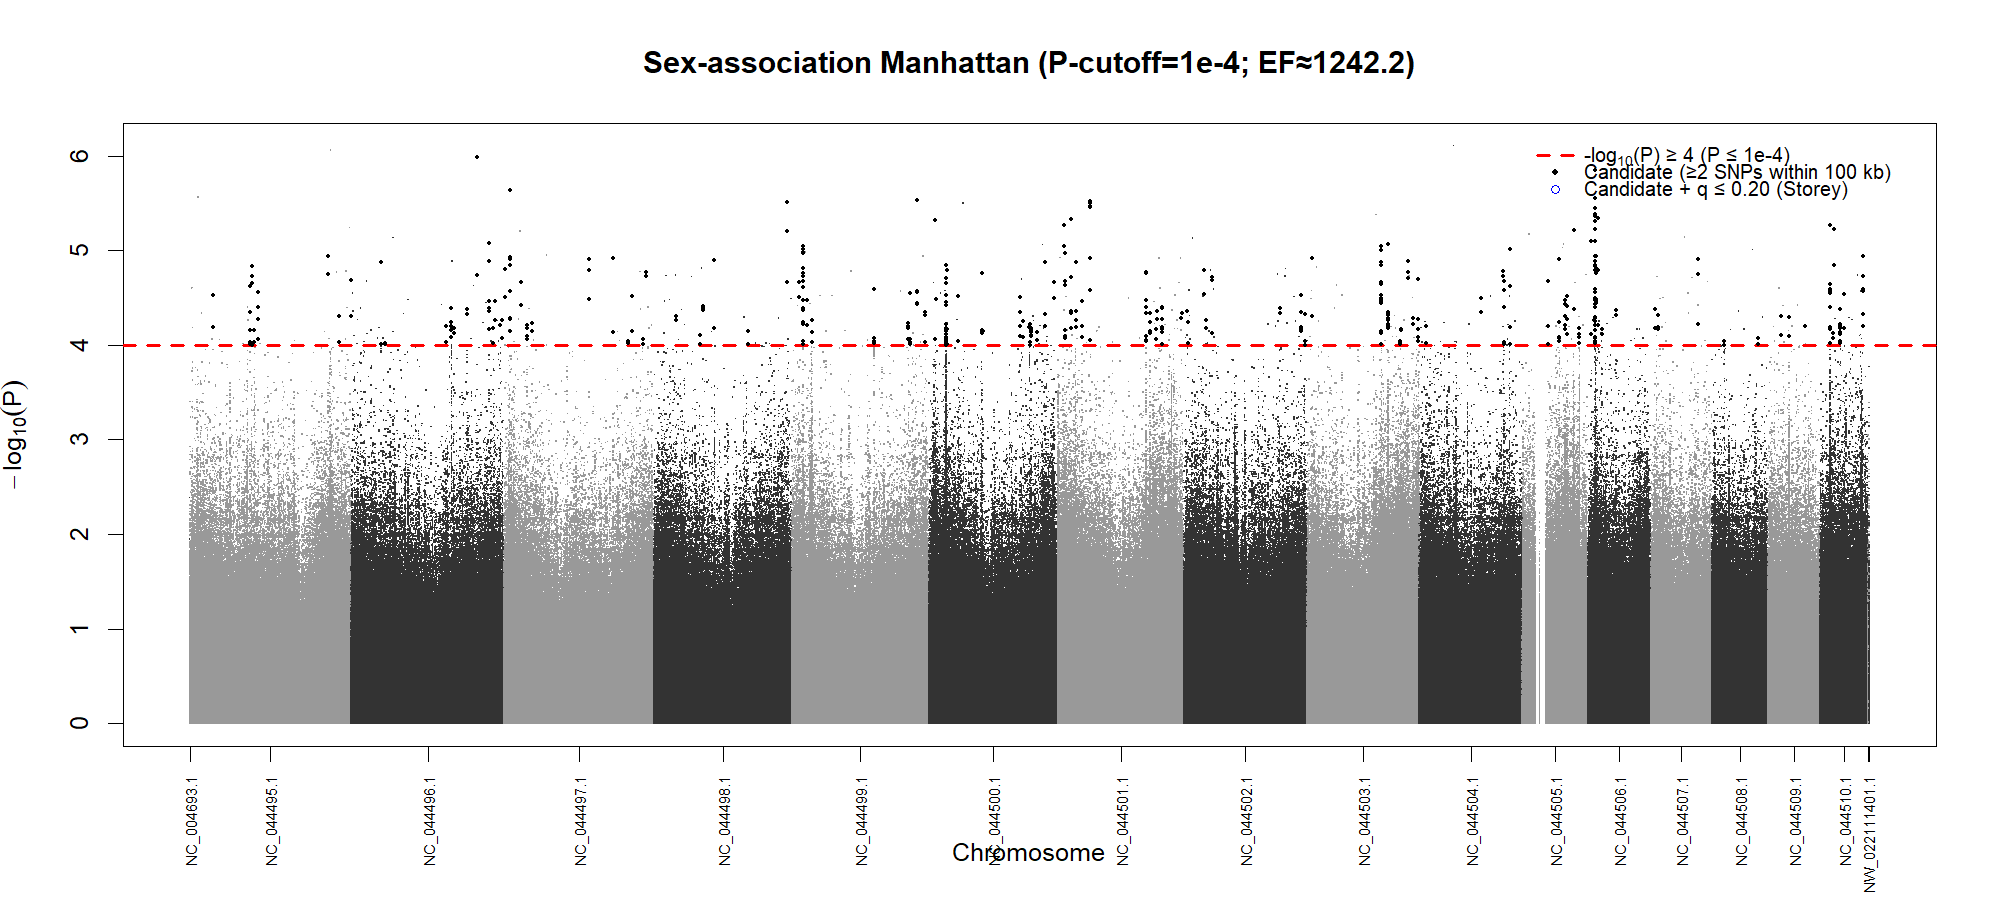 Sex-association Manhattan (P-cutoff=1e-4; EF≈1242.2)
-log10(P) ≥ 4 (P ≤ 1e-4)
Candidate (≥2 SNPs within 100 kb)
Candidate + q ≤ 0.20 (Storey)
6
5
4
3
2
1
0
−log10(P)
NC_004693.1
NC_044495.1
NC_044496.1
NC_044497.1
NC_044498.1
NC_044499.1
NC_044500.1
NC_044501.1
NC_044502.1
NC_044503.1
NC_044504.1
NC_044505.1
NC_044506.1
NC_044507.1
NC_044508.1
NC_044509.1
NC_044510.1
NW_022111401.1
Chromosome